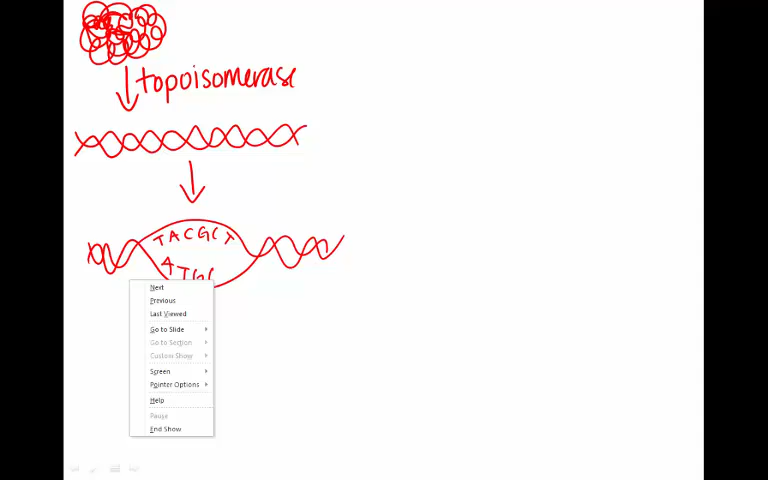 topoisomerase
TACGCT
ATGC
Next
Previous
Last Viewed
Go to Slide
Go to Section
Custom Show
Screen
Pointer Options
Help
Pause
End Show